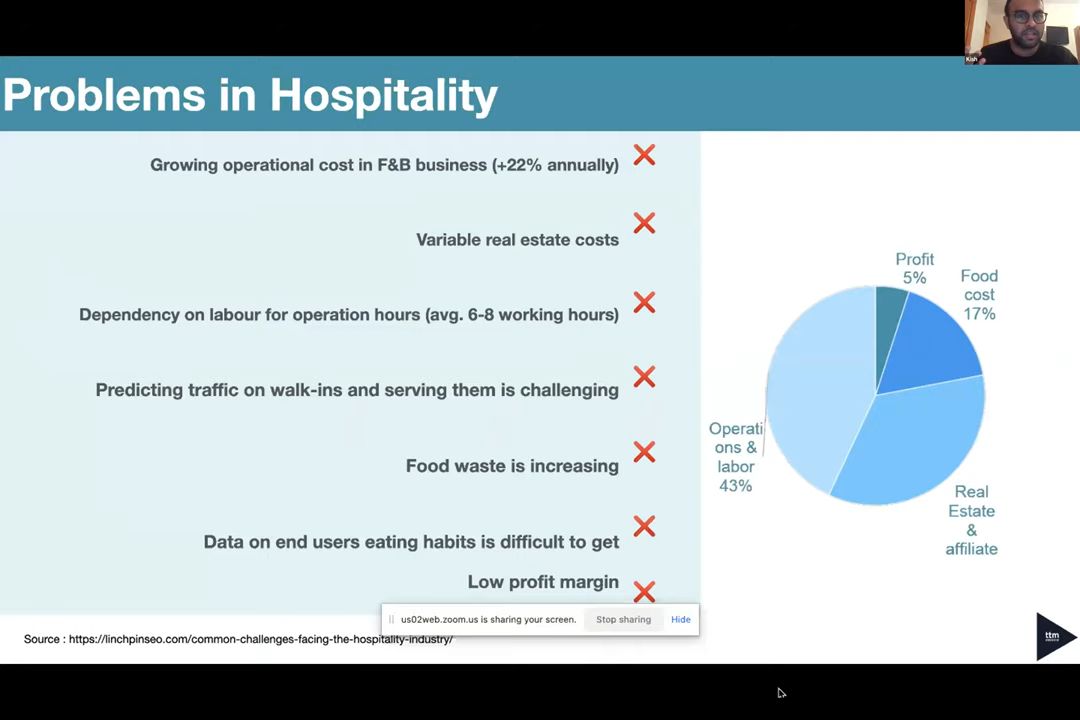 Kish
Problems in Hospitality
Growing operational cost in F&B business (+22% annually)
Variable real estate costs
Dependency on labour for operation hours (avg. 6-8 working hours)
Predicting traffic on walk-ins and serving them is challenging
Food waste is increasing
Data on end users eating habits is difficult to get
Low profit margin
Profit
5%
Food
cost
17%
Operati
ons &
labor
43%
Real
Estate
&
affiliate
us02web.zoom.us is sharing your screen.
Stop sharing
Hide
Source : https://linchpinseo.com/common-challenges-facing-the-hospitality-industry/
ttm